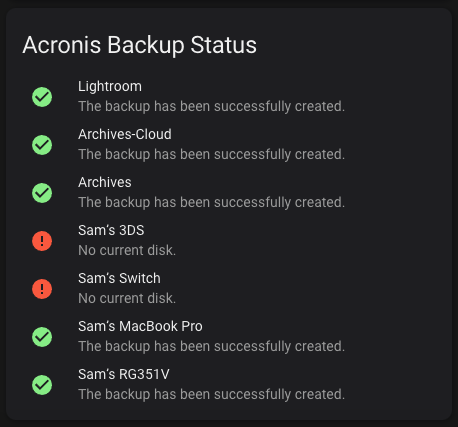 Acronis Backup Status
Lightroom
The backup has been successfully created.
Archives-Cloud
The backup has been successfully created.
Archives
The backup has been successfully created.
Sam's 3DS
No current disk.
Sam's Switch
No current disk.
Sam's MacBook Pro
The backup has been successfully created.
Sam's RG351V
The backup has been successfully created.